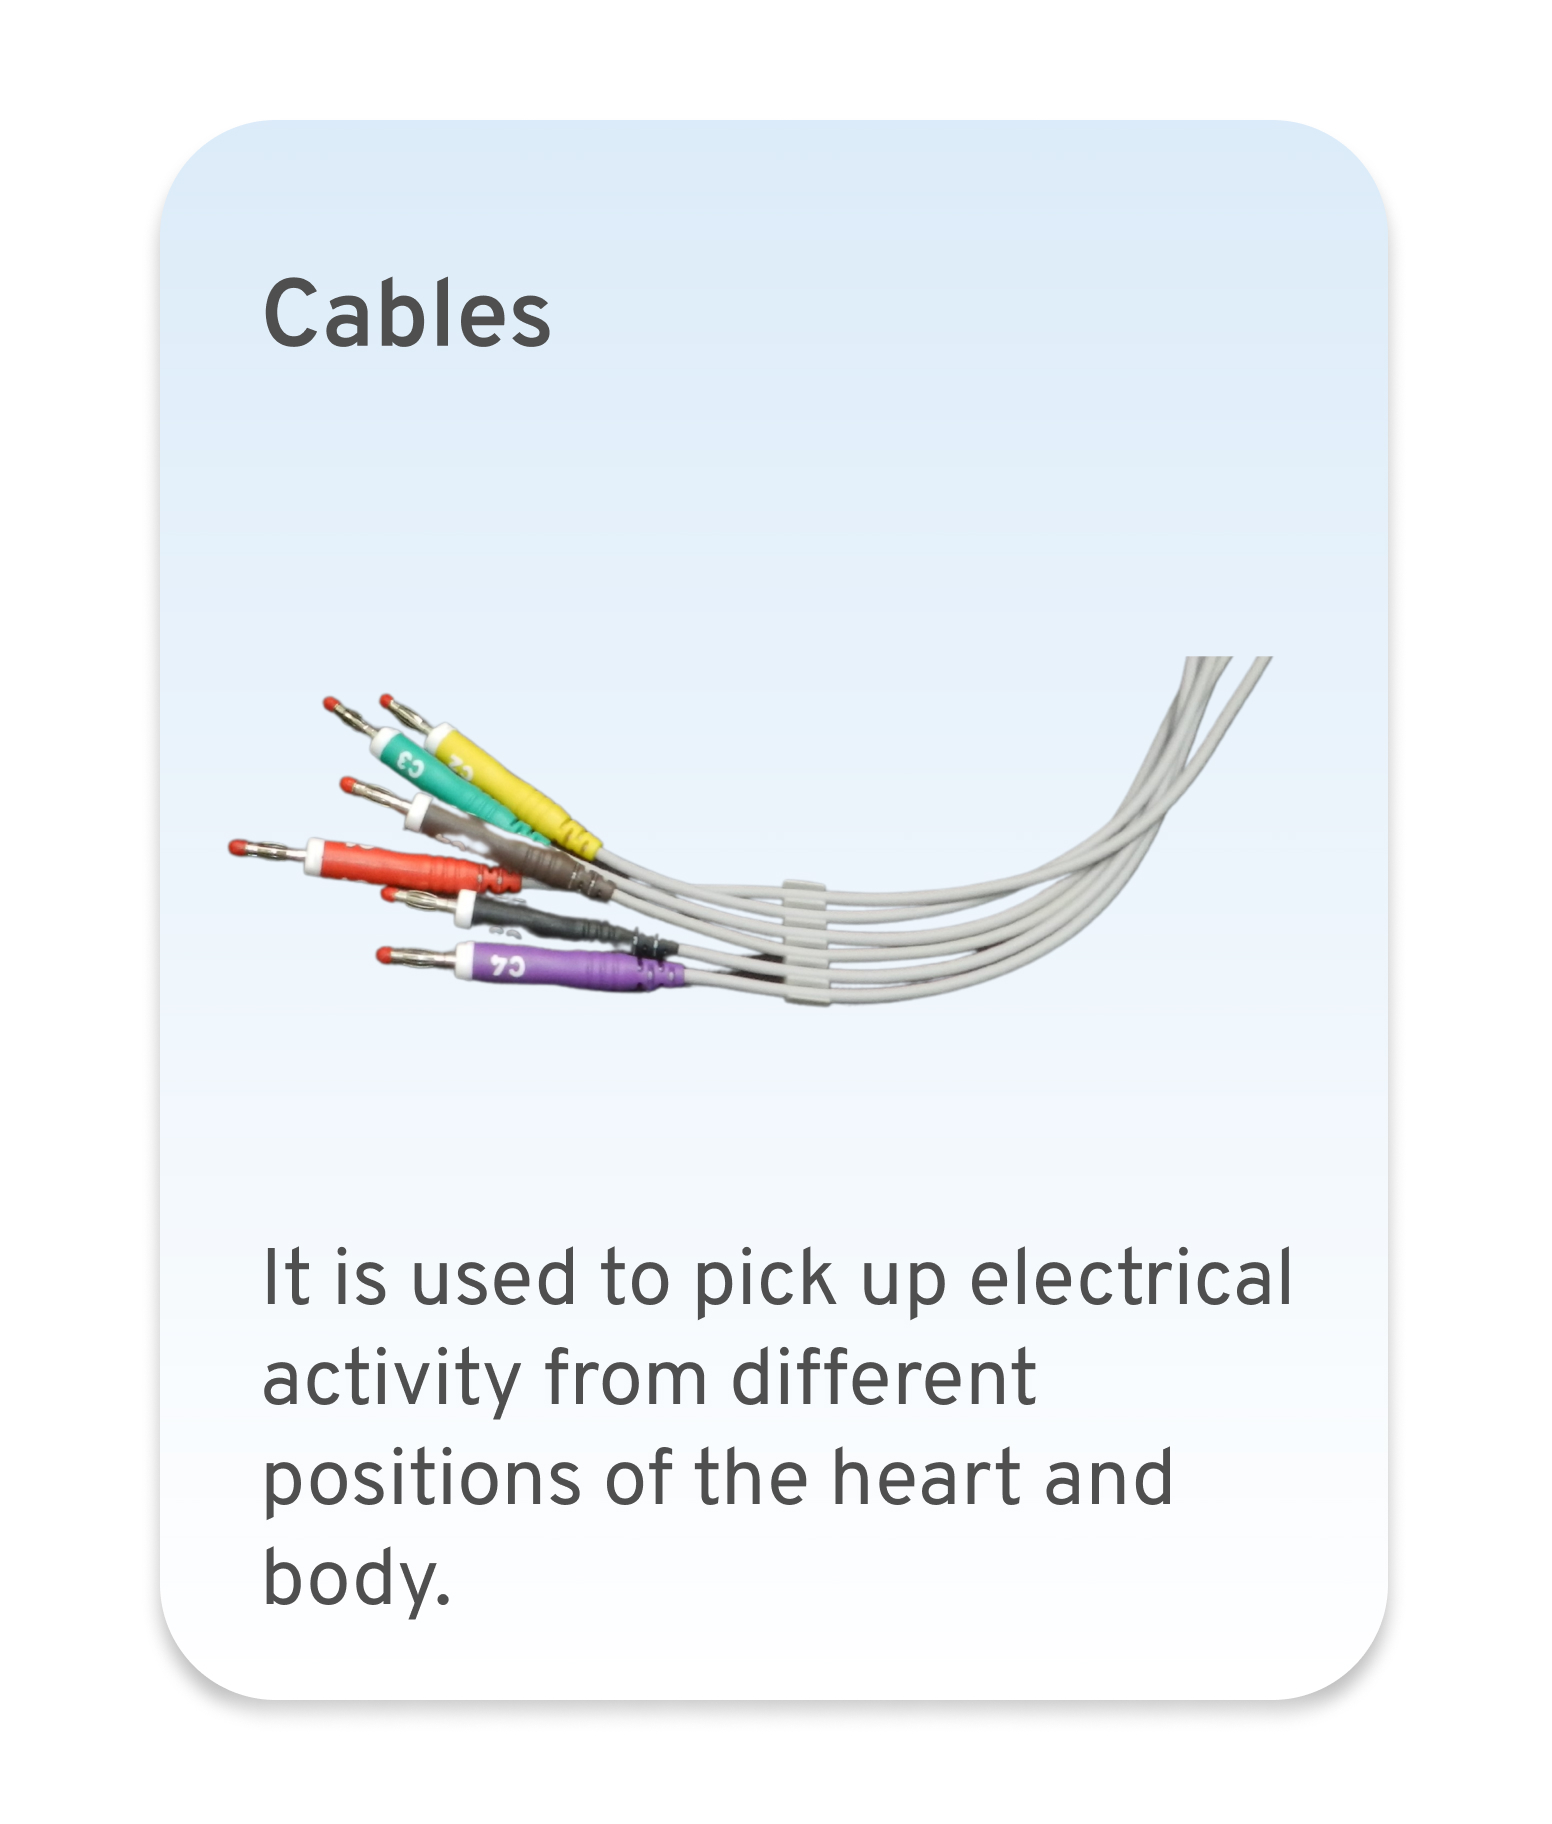 Cables
C2
C3
C4
It is used to pick up electrical
activity from different
positions of the heart and
body.